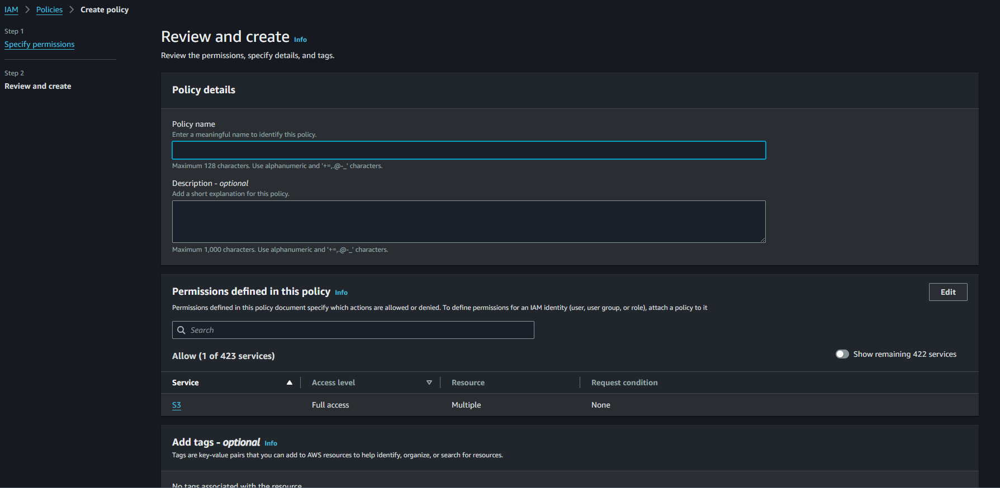 IAM > Policies > Create policy
Step 1
Specify permissions
Step 2
Review and create
Review and create Info
Review the permissions, specify details, and tags.
Policy details
Policy name
Enter a meaningful name to identify this policy.
Maximum 128 characters. Use alphanumeric and '+=,.@-_' characters.
Description - optional
Add a short explanation for this policy.
Maximum 1,000 characters. Use alphanumeric and '+=,.@-_' characters.
Permissions defined in this policy Info
Edit
Permissions defined in this policy document specify which actions are allowed or denied. To define permissions for an IAM identity (user, user group, or role), attach a policy to it
Search
Allow (1 of 423 services)
Show remaining 422 services
Service Access level Resource Request condition
S3 Full access Multiple None
Add tags - optional Info
Tags are key-value pairs that you can add to AWS resources to help identify, organize, or search for resources.
No tags associated with the resource.